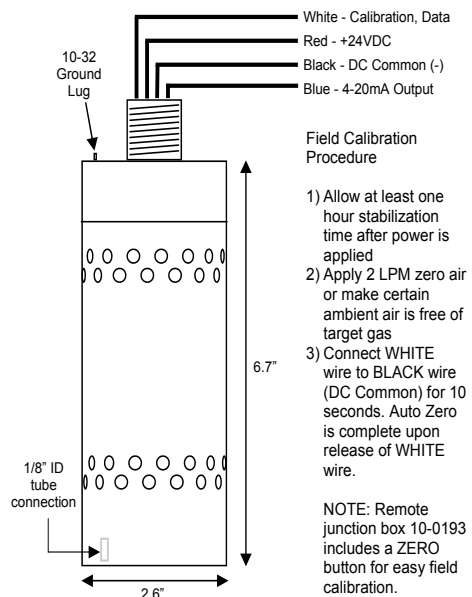 White - Calibration, Data
Red - +24VDC
Black - DC Common (-)
Blue - 4-20mA Output
10-32
Ground
Lug
Field Calibration
Procedure
1) Allow at least one
hour stabilization
time after power is
applied
2) Apply 2 LPM zero air
or make certain
ambient air is free of
target gas
3) Connect WHITE
wire to BLACK wire
(DC Common) for 10
seconds. Auto Zero
is complete upon
release of WHITE
wire.
NOTE: Remote
junction box 10-0193
includes a ZERO
button for easy field
calibration.
6.7"
1/8" ID
tube
connection
2.6"